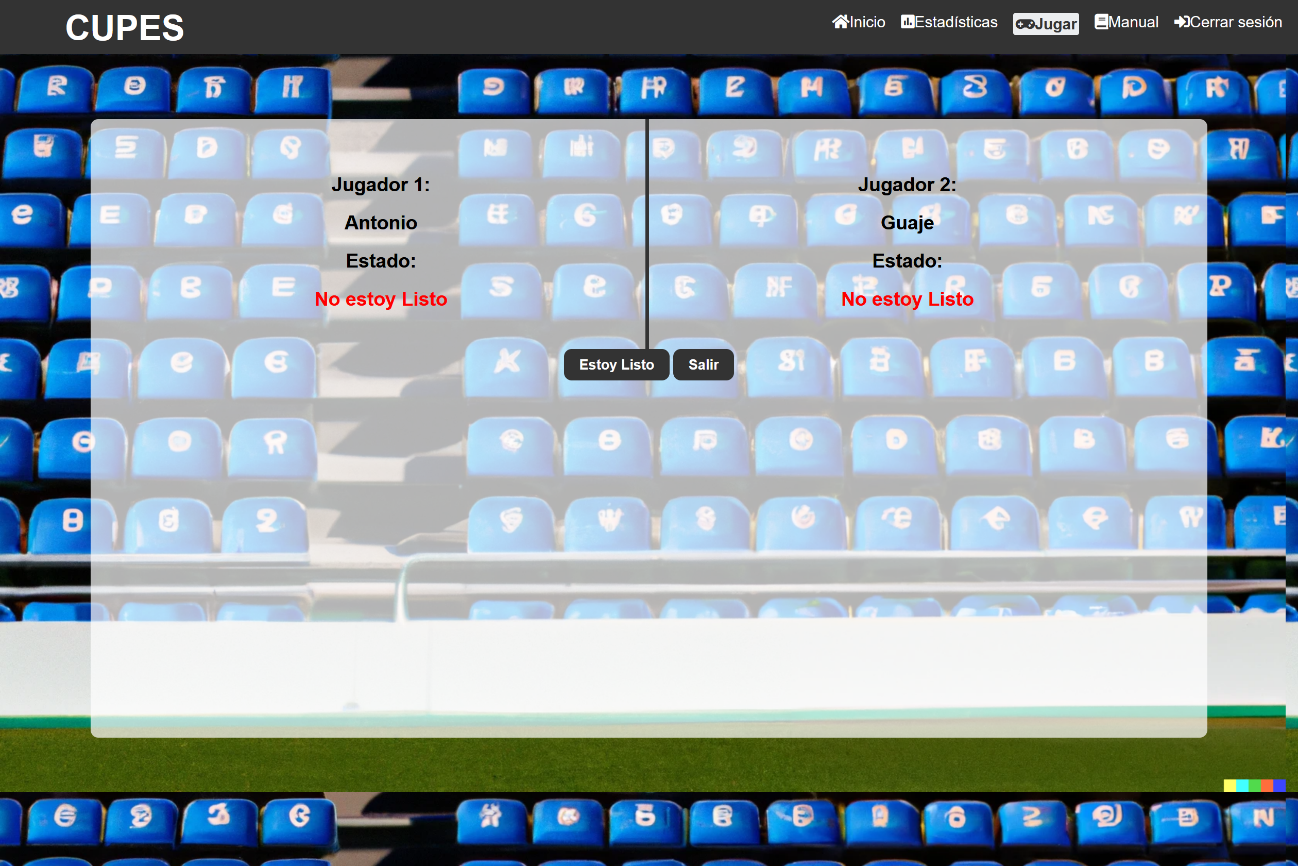 CUPES
Inicio Estadísticas Jugar Manual Cerrar sesión
Jugador 1:
Antonio
Estado:
No estoy Listo
Jugador 2:
Guaje
Estado:
No estoy Listo
Estoy Listo Salir